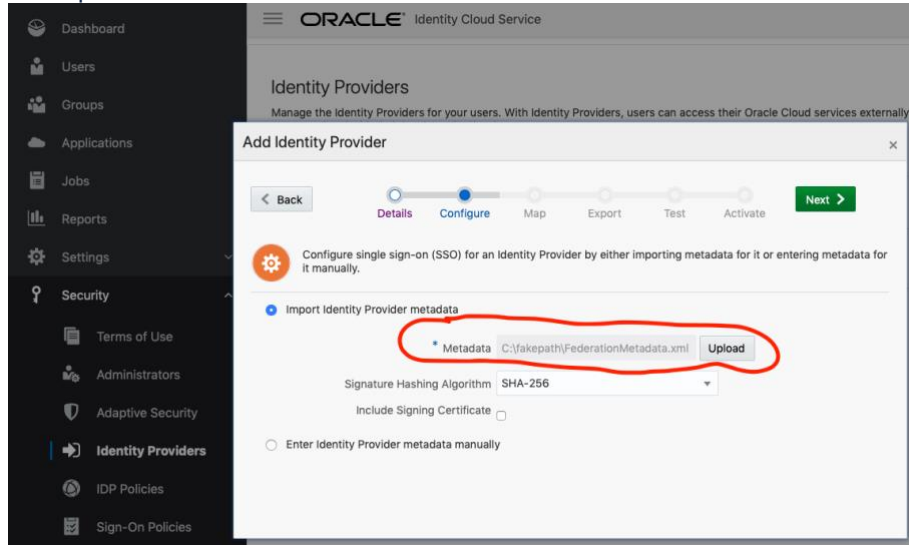 Dashboard
Users
Groups
Applications
Jobs
Reports
Settings
Security
Terms of Use
Administrators
Adaptive Security
Identity Providers
IDP Policies
Sign-On Policies
ORACLE® Identity Cloud Service
Identity Providers
Manage the Identity Providers for your users. With Identity Providers, users can access their Oracle Cloud services externally
Add Identity Provider ×
< Back Details Configure Map Export Test Activate Next >
Configure single sign-on (SSO) for an Identity Provider by either importing metadata for it or entering metadata for
it manually.
Import Identity Provider metadata
* Metadata C:\fakepath\FederationMetadata.xml Upload
Signature Hashing Algorithm SHA-256
Include Signing Certificate
Enter Identity Provider metadata manually